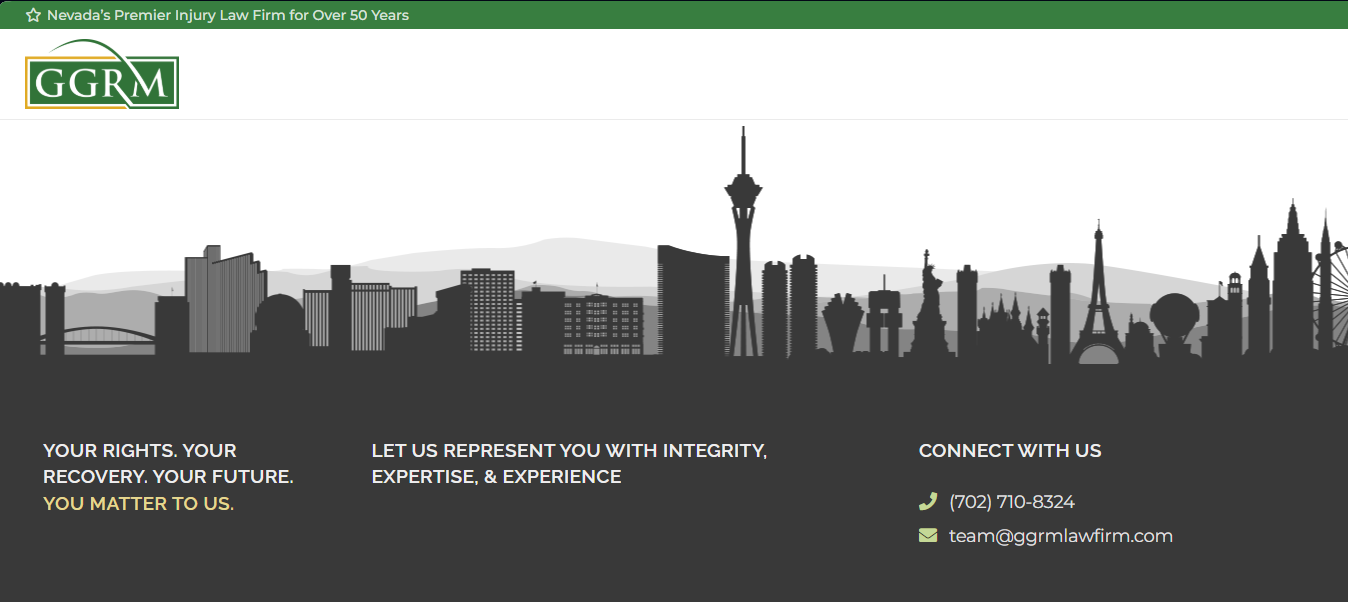 Nevada's Premier Injury Law Firm for Over 50 Years
GGRM
YOUR RIGHTS. YOUR
RECOVERY. YOUR FUTURE.
YOU MATTER TO US.
LET US REPRESENT YOU WITH INTEGRITY,
EXPERTISE, & EXPERIENCE
CONNECT WITH US
(702) 710-8324
team@ggrmlawfirm.com